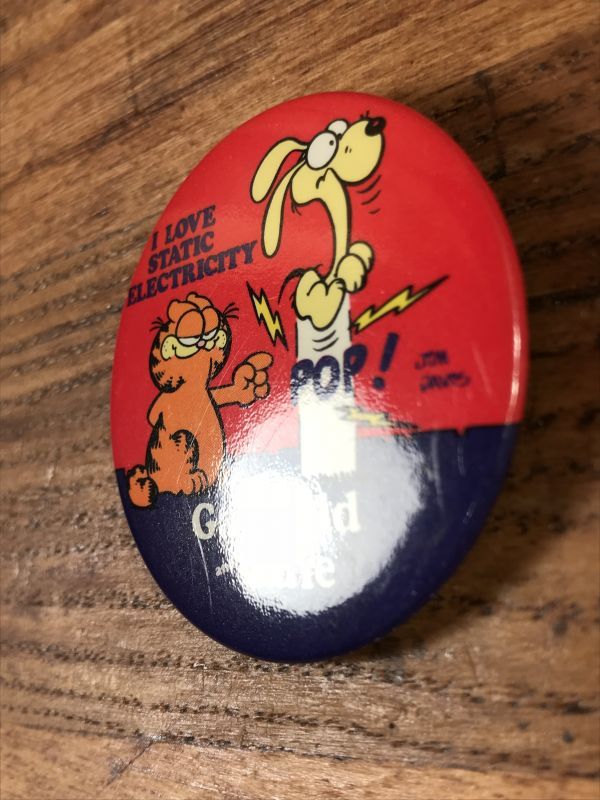 I LOVE
STATIC
ELECTRICITY
POP!
JIM
DAVIS